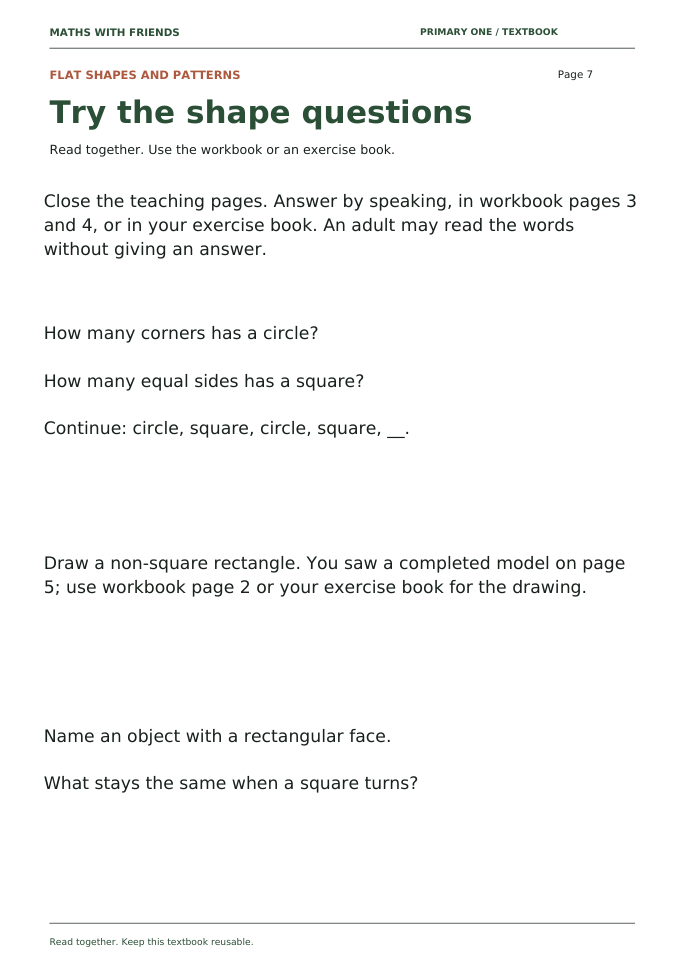 MATHS WITH FRIENDS
PRIMARY ONE / TEXTBOOK
FLAT SHAPES AND PATTERNS
Page 7
Try the shape questions
Read together. Use the workbook or an exercise book.
Close the teaching pages. Answer by speaking, in workbook pages 3
and 4, or in your exercise book. An adult may read the words
without giving an answer.
How many corners has a circle?
How many equal sides has a square?
Continue: circle, square, circle, square, __.
Draw a non-square rectangle. You saw a completed model on page
5; use workbook page 2 or your exercise book for the drawing.
Name an object with a rectangular face.
What stays the same when a square turns?
Read together. Keep this textbook reusable.